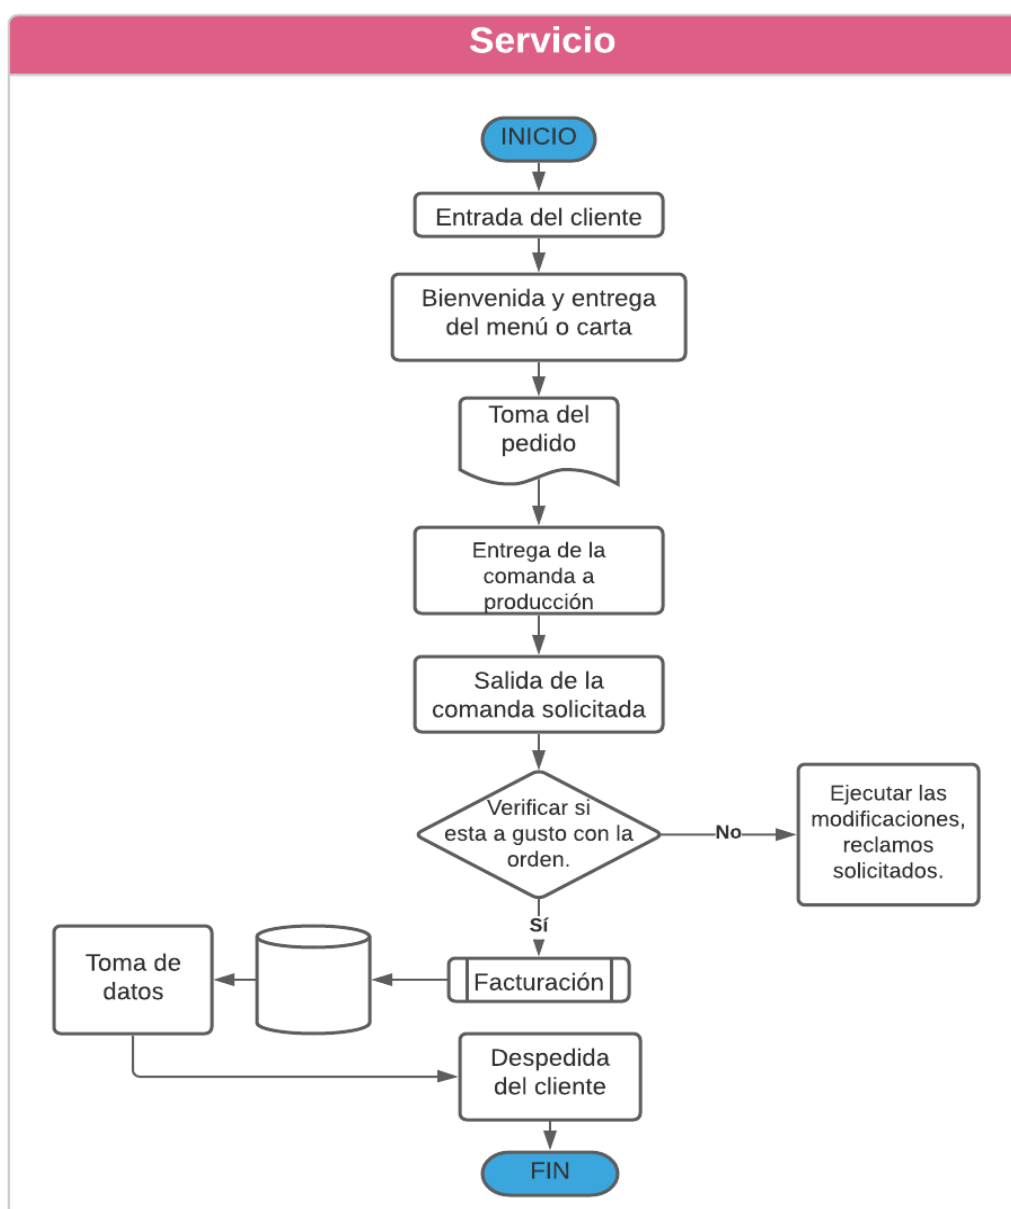 Servicio
INICIO
Entrada del cliente
Bienvenida y entrega
del menú o carta
Toma del
pedido
Entrega de la
comanda a
producción
Salida de la
comanda solicitada
Verificar si
esta a gusto con la
orden.
No
Ejecutar las
modificaciones,
reclamos
solicitados.
Sí
Facturación
Toma de
datos
Despedida
del cliente
FIN